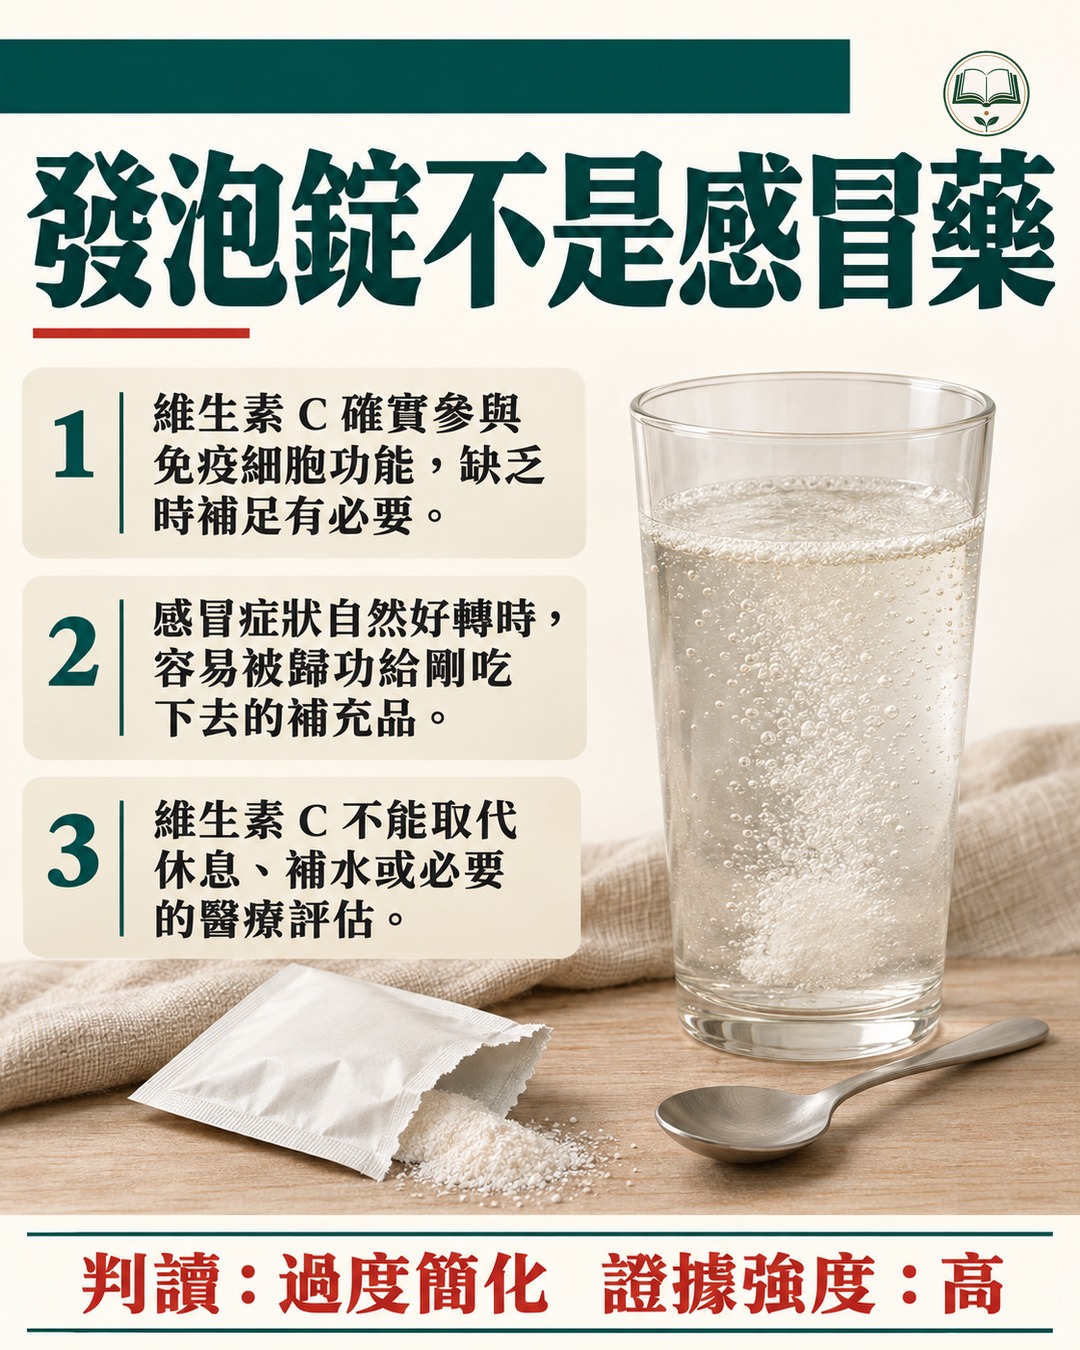 發泡錠不是感冒藥
1
維生素 C 確實參與
免疫細胞功能，缺乏
時補足有必要。
2
感冒症狀自然好轉時，
容易被歸功給剛吃
下去的補充品。
3
維生素 C 不能取代
休息、補水或必要
的醫療評估。
判讀：過度簡化 證據強度：高